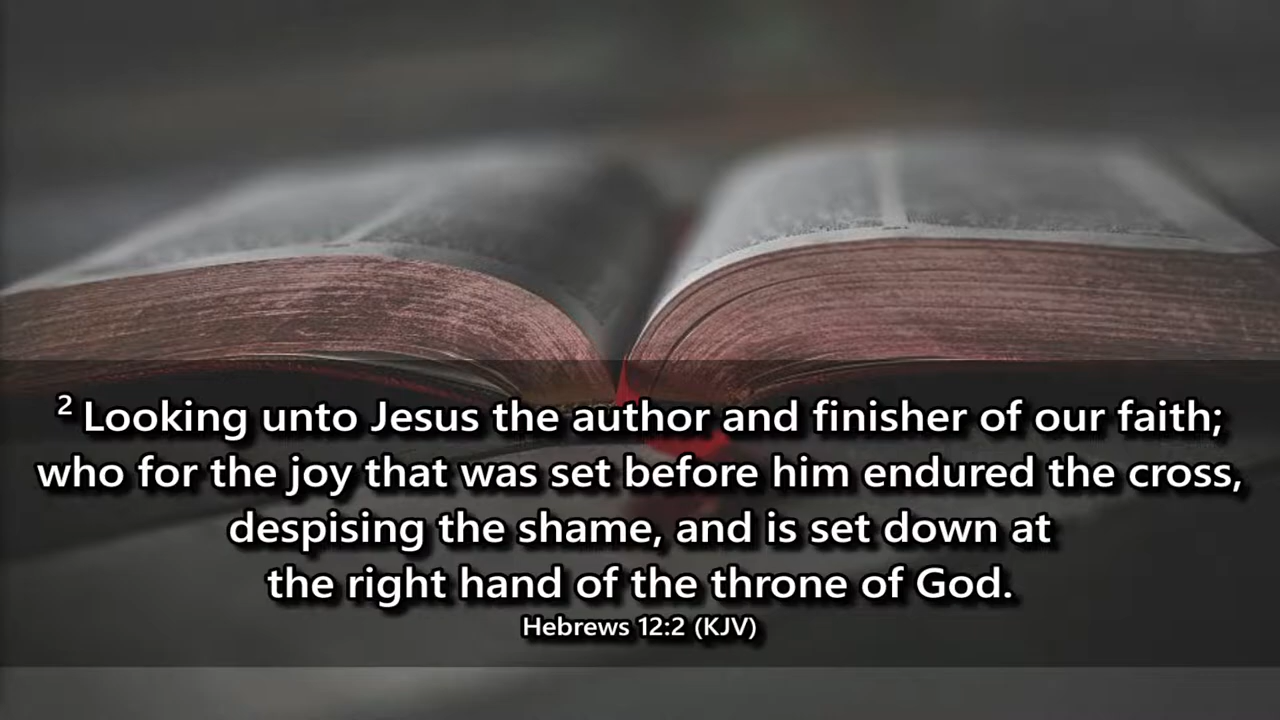 ² Looking unto Jesus the author and finisher of our faith;
who for the joy that was set before him endured the cross,
despising the shame, and is set down at
the right hand of the throne of God.
Hebrews 12:2 (KJV)